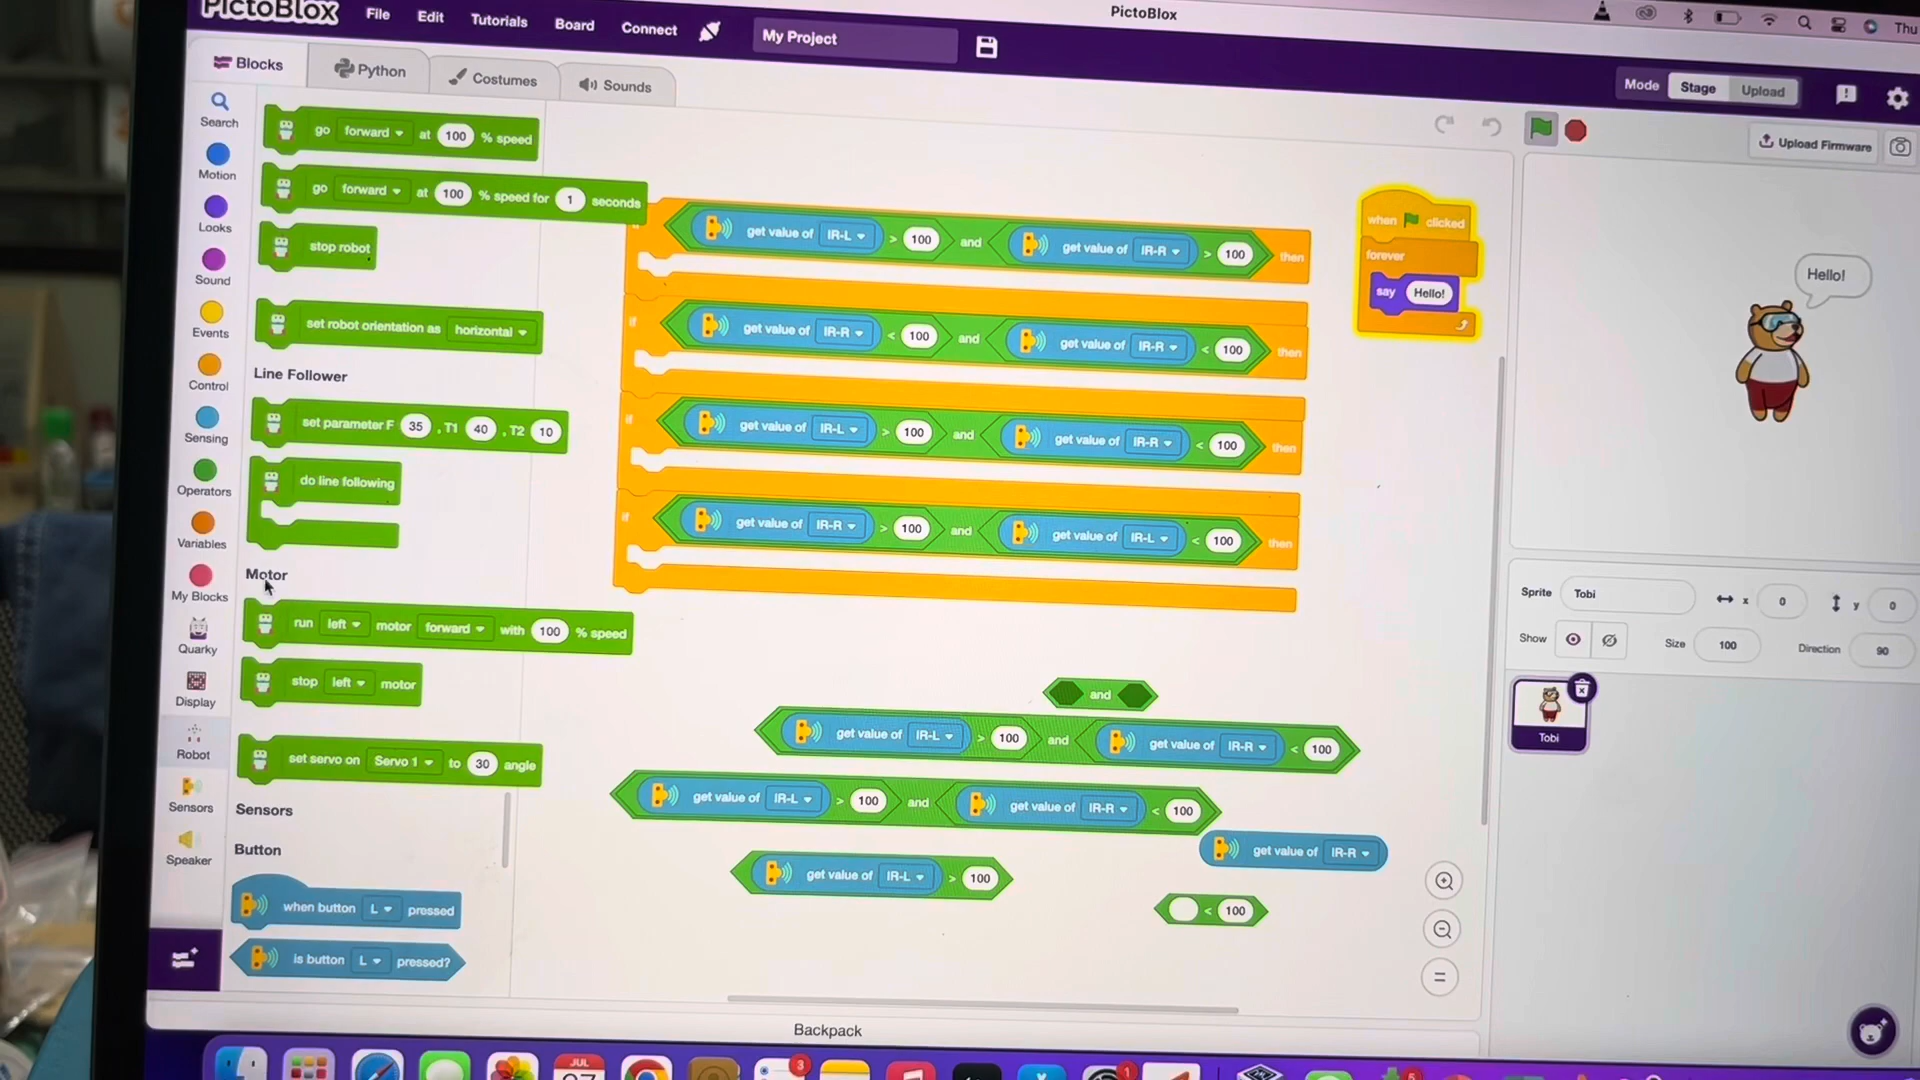 PictoBlox
File Edit Tutorials Board Connect My Project
PictoBlox
Thu
Blocks Python Costumes Sounds
Mode Stage Upload
Upload Firmware
Search
Motion
Looks
Sound
Events
Control
Sensing
Operators
Variables
My Blocks
Quarky
Display
Robot
Sensors
Speaker
go forward at 100 % speed
go forward at 100 % speed for 1 seconds
stop robot
set robot orientation as horizontal
Line Follower
set parameter F 35 , T1 40 , T2 10
do line following
Motor
run left motor forward with 100 % speed
stop left motor
set servo on Servo 1 to 30 angle
Sensors
Button
when button L pressed
is button L pressed?
get value of IR-L > 100 and get value of IR-R > 100 then
if get value of IR-R < 100 and get value of IR-R < 100 then
if get value of IR-L > 100 and get value of IR-R < 100 then
if get value of IR-R > 100 and get value of IR-L < 100 then
and
get value of IR-L > 100 and get value of IR-R < 100
get value of IR-L > 100 and get value of IR-R < 100
get value of IR-R
get value of IR-L > 100
< 100
when clicked
forever
say Hello!
Hello!
Sprite Tobi x 0 y 0
Show Size 100 Direction 90
Tobi
Backpack
JUL
3
1
5